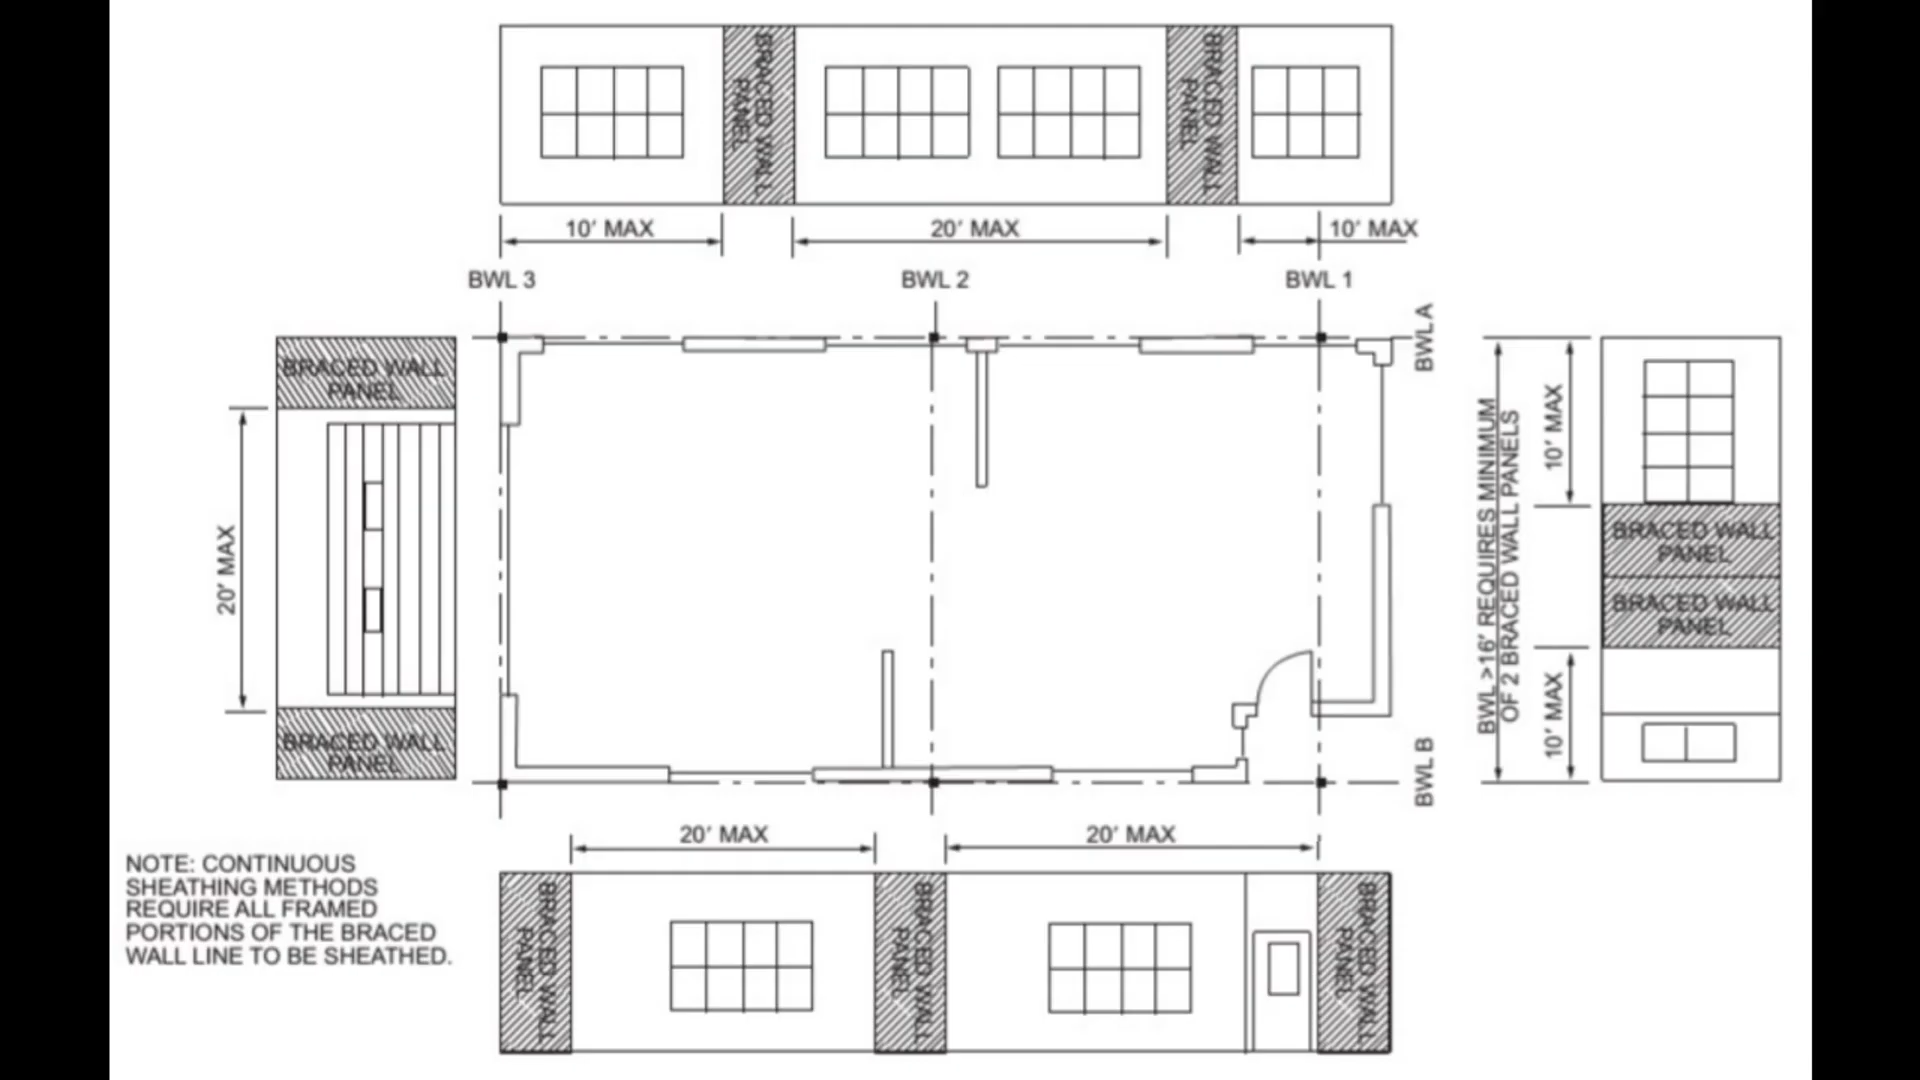 BRACED WALL
PANEL
BRACED WALL
PANEL
10' MAX
20' MAX
10' MAX
BWL 3
BWL 2
BWL 1
BWL A
BRACED WALL
PANEL
20' MAX
BRACED WALL
PANEL
BWL >16' REQUIRES MINIMUM
OF 2 BRACED WALL PANELS
10' MAX
BRACED WALL
PANEL
BRACED WALL
PANEL
10' MAX
BWL B
20' MAX
20' MAX
NOTE: CONTINUOUS
SHEATHING METHODS
REQUIRE ALL FRAMED
PORTIONS OF THE BRACED
WALL LINE TO BE SHEATHED.
BRACED WALL
PANEL
BRACED WALL
PANEL
BRACED WALL
PANEL